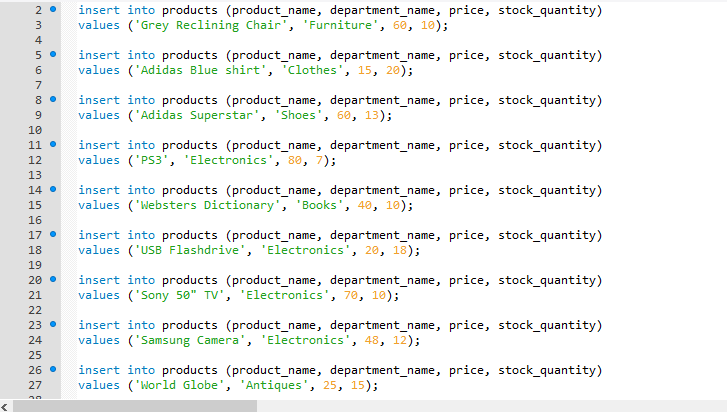 2 insert into products (product_name, department_name, price, stock_quantity)
3 values ('Grey Reclining Chair', 'Furniture', 60, 10);
4
5 insert into products (product_name, department_name, price, stock_quantity)
6 values ('Adidas Blue shirt', 'Clothes', 15, 20);
7
8 insert into products (product_name, department_name, price, stock_quantity)
9 values ('Adidas Superstar', 'Shoes', 60, 13);
10
11 insert into products (product_name, department_name, price, stock_quantity)
12 values ('PS3', 'Electronics', 80, 7);
13
14 insert into products (product_name, department_name, price, stock_quantity)
15 values ('Websters Dictionary', 'Books', 40, 10);
16
17 insert into products (product_name, department_name, price, stock_quantity)
18 values ('USB Flashdrive', 'Electronics', 20, 18);
19
20 insert into products (product_name, department_name, price, stock_quantity)
21 values ('Sony 50" TV', 'Electronics', 70, 10);
22
23 insert into products (product_name, department_name, price, stock_quantity)
24 values ('Samsung Camera', 'Electronics', 48, 12);
25
26 insert into products (product_name, department_name, price, stock_quantity)
27 values ('World Globe', 'Antiques', 25, 15);